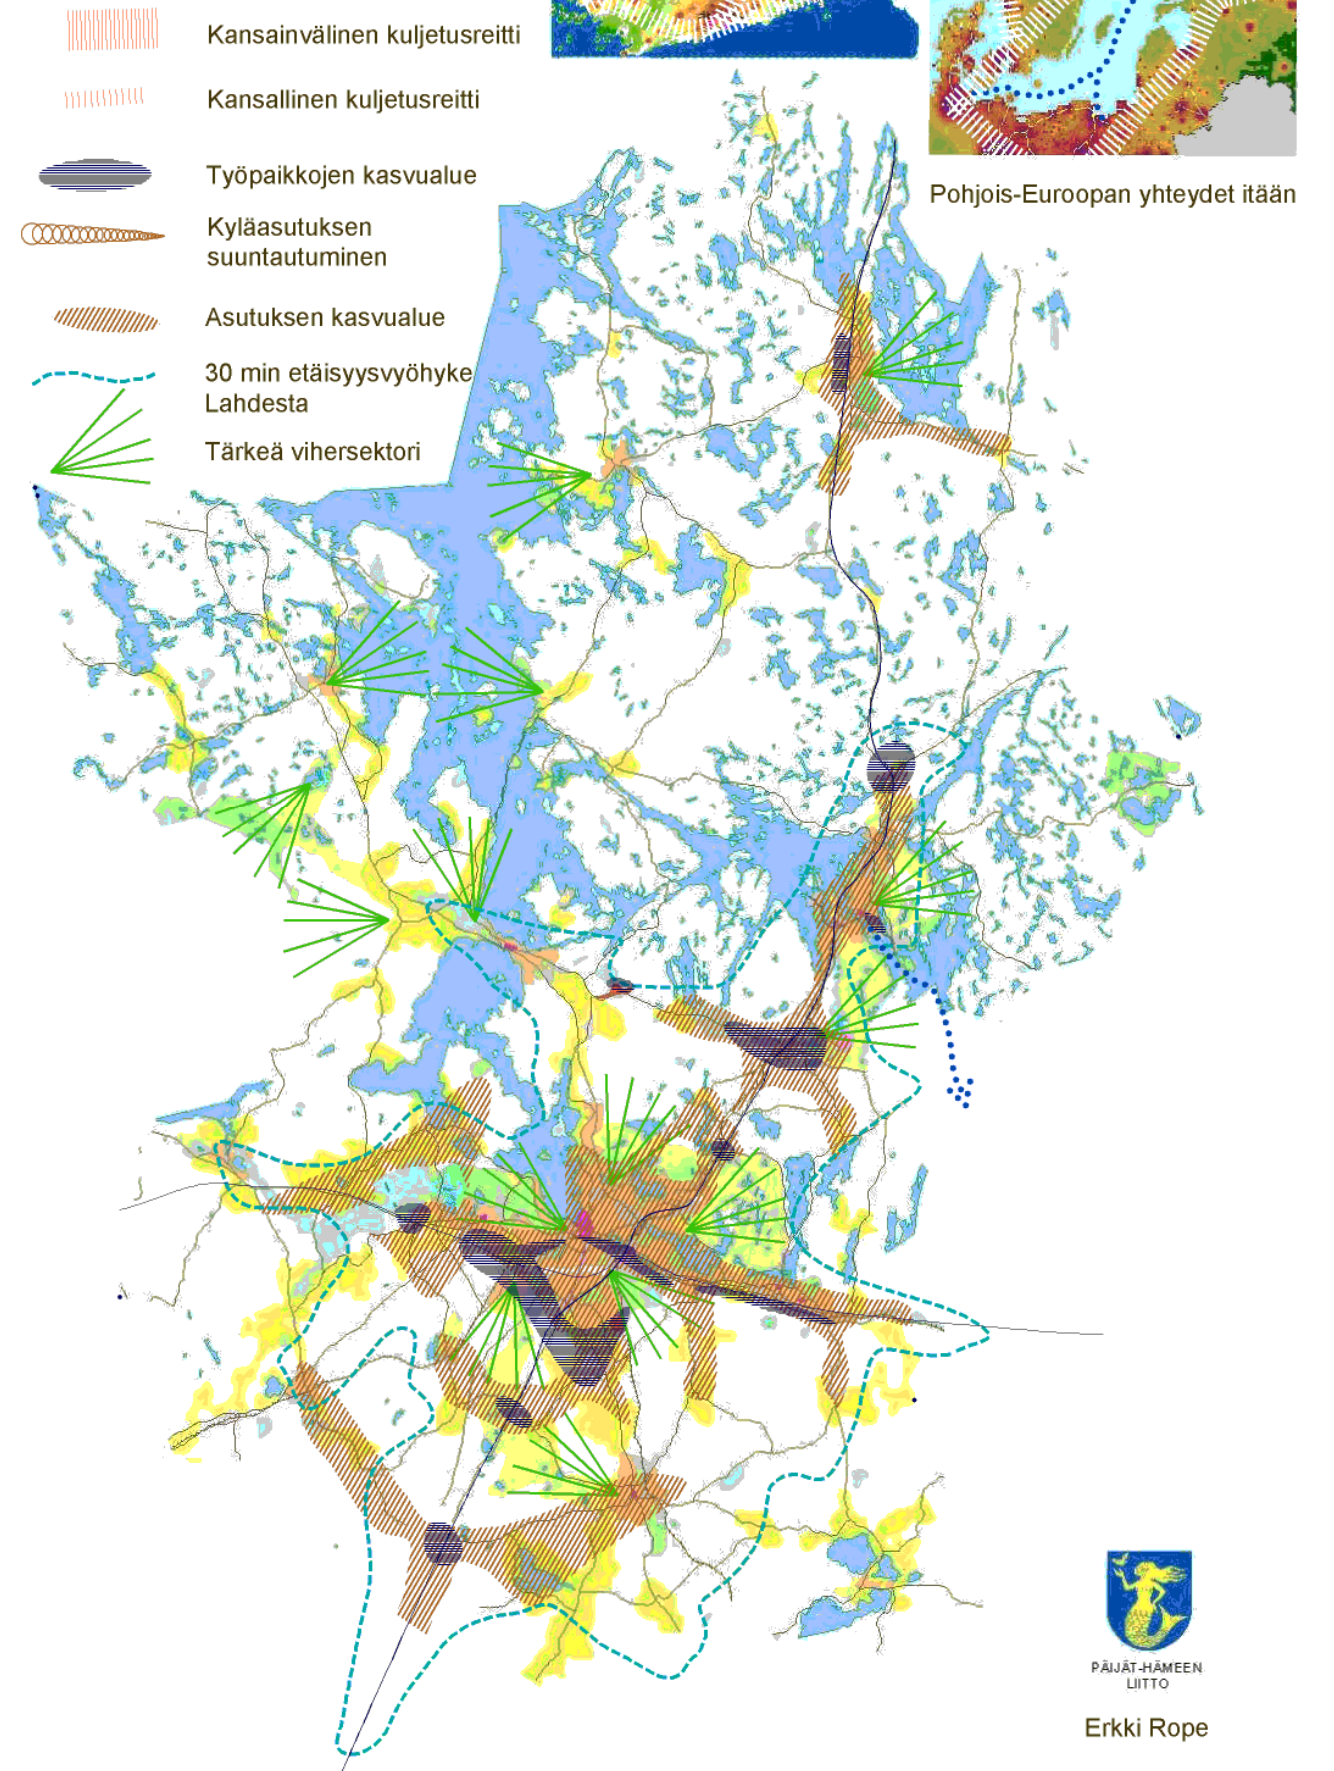 Kansainvälinen kuljetusreitti
Kansallinen kuljetusreitti
Työpaikkojen kasvualue
Kyläasutuksen
suuntautuminen
Asutuksen kasvualue
30 min etäisyysvyöhyke
Lahdesta
Tärkeä vihersektori
Pohjois-Euroopan yhteydet itään
PÄIJÄT-HÄMEEN
LIITTO
Erkki Rope